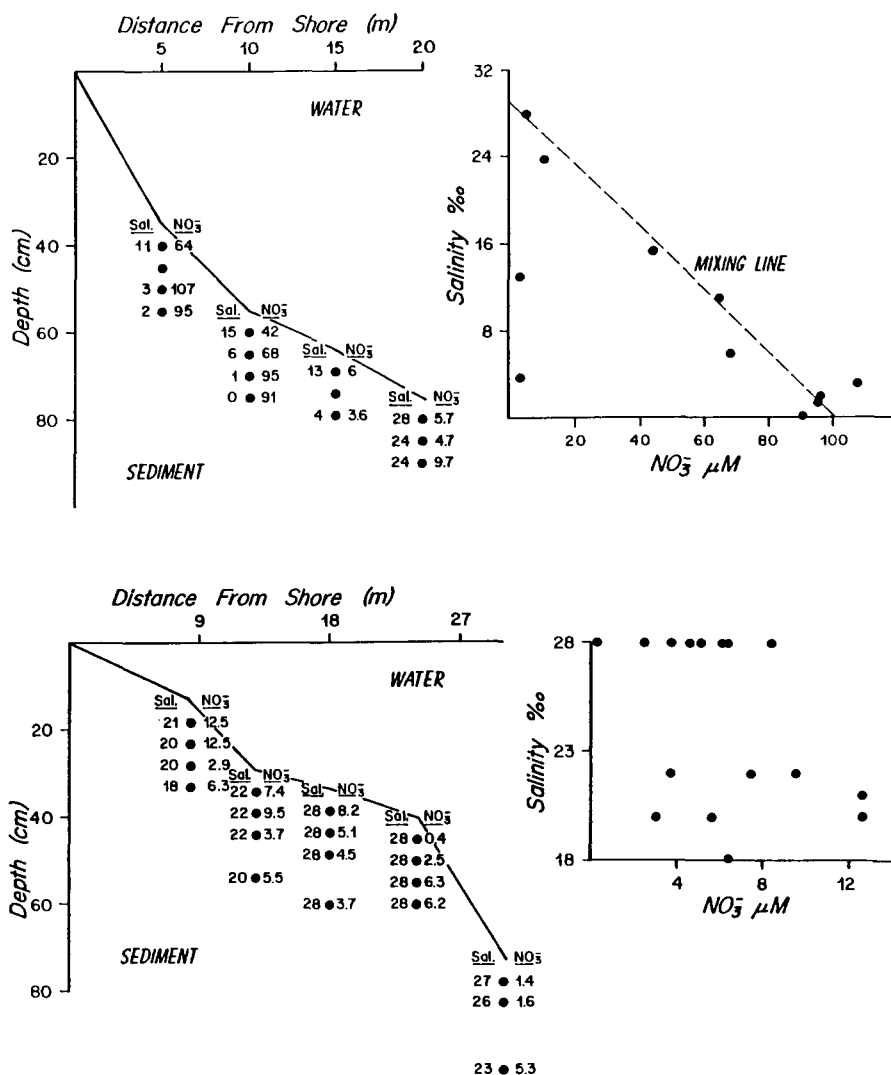 Distance From Shore (m)
5 10 15 20
WATER
20
40
60
80
Depth (cm)
Sal. NO₃⁻
11 64
3 107
2 95
Sal. NO₃⁻
15 42
6 68
1 95
0 91
Sal. NO₃⁻
13 6
4 3.6
Sal. NO₃⁻
28 5.7
24 4.7
24 9.7
SEDIMENT
32
24
16
8
Salinity ‰
MIXING LINE
20 40 60 80 100
NO₃⁻ μM
Distance From Shore (m)
9 18 27
WATER
20
40
60
80
Depth (cm)
Sal. NO₃⁻
21 12.5
20 12.5
20 2.9
18 6.3
Sal. NO₃⁻
22 7.4
22 9.5
22 3.7
20 5.5
Sal. NO₃⁻
28 8.2
28 5.1
28 4.5
28 3.7
Sal. NO₃⁻
28 0.4
28 2.5
28 6.3
28 6.2
Sal. NO₃⁻
27 1.4
26 1.6
23 5.3
SEDIMENT
28
22
18
Salinity ‰
4 8 12
NO₃⁻ μM